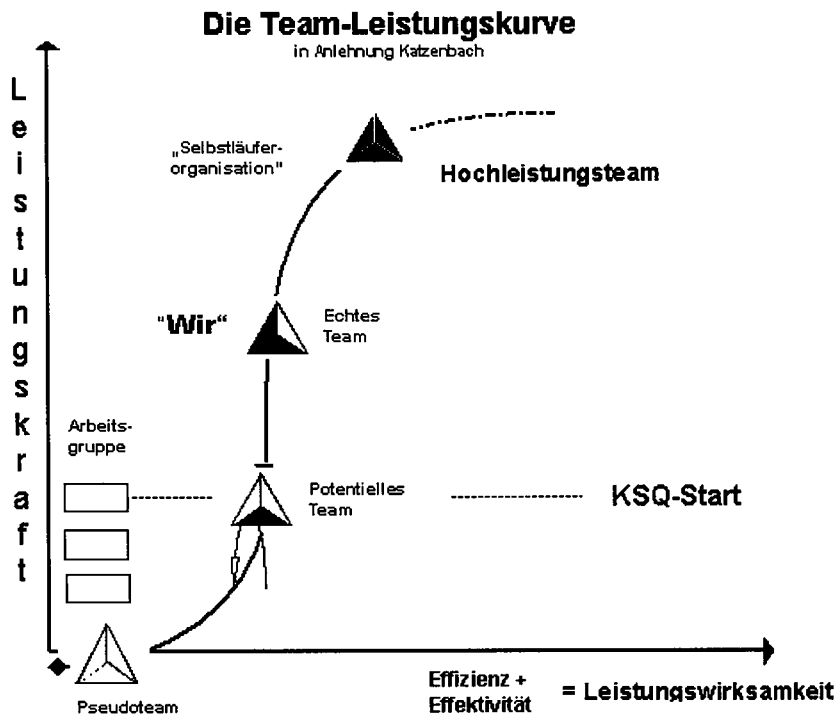 Die Team-Leistungskurve
in Anlehnung Katzenbach
Leistungskraft
„Selbstläufer-
organisation"
Hochleistungsteam
"Wir“
Echtes
Team
Arbeits-
gruppe
Potentielles
Team
KSQ-Start
Pseudoteam
Effizienz +
Effektivität
= Leistungswirksamkeit